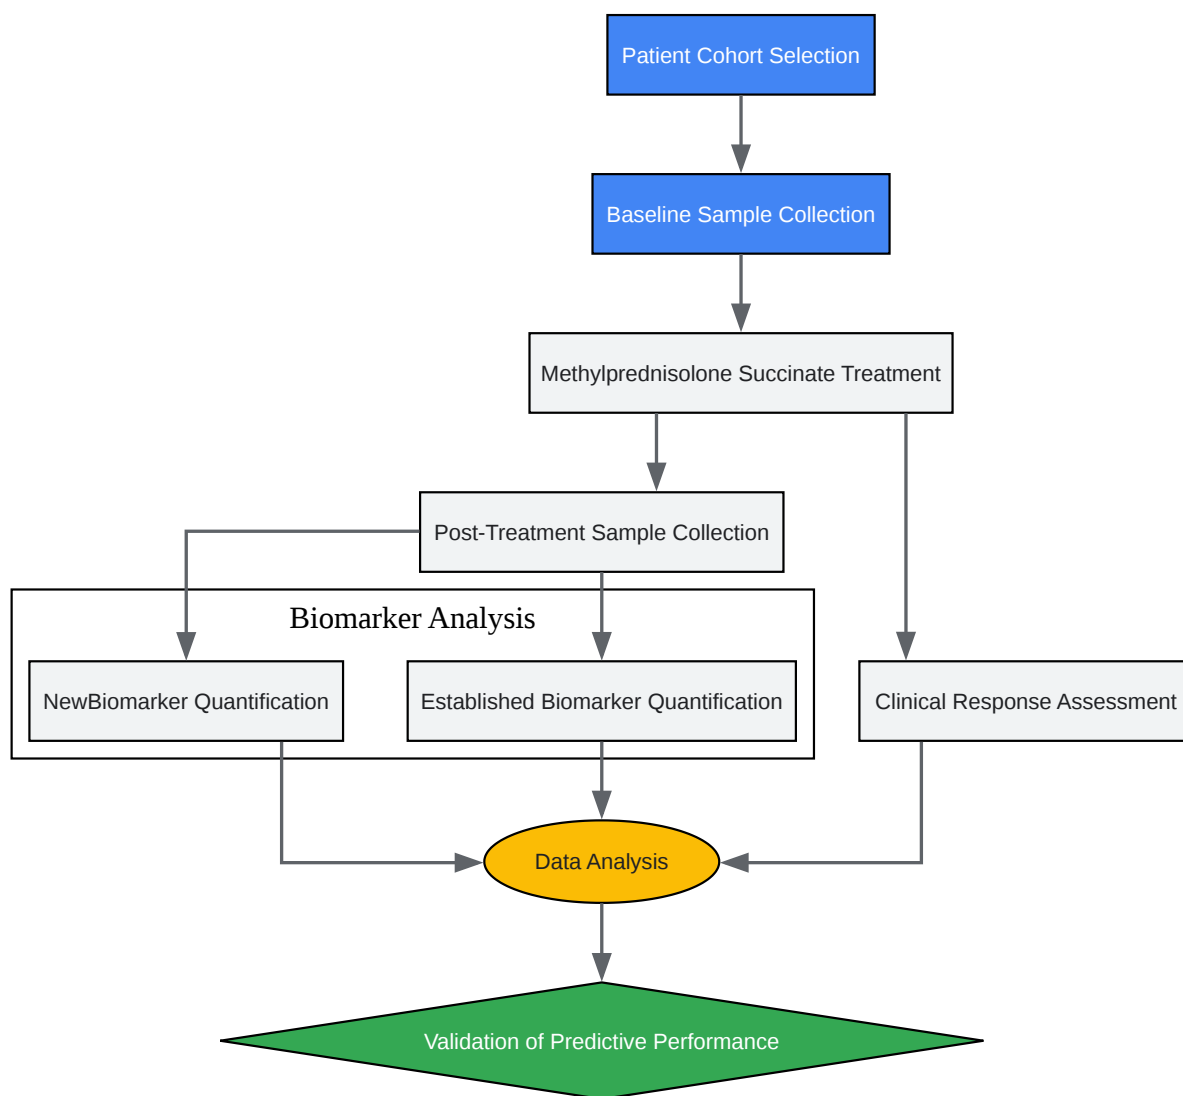 Patient Cohort Selection
Baseline Sample Collection
Methylprednisolone Succinate Treatment
Post-Treatment Sample Collection
Biomarker Analysis
NewBiomarker Quantification
Established Biomarker Quantification
Clinical Response Assessment
Data Analysis
Validation of Predictive Performance